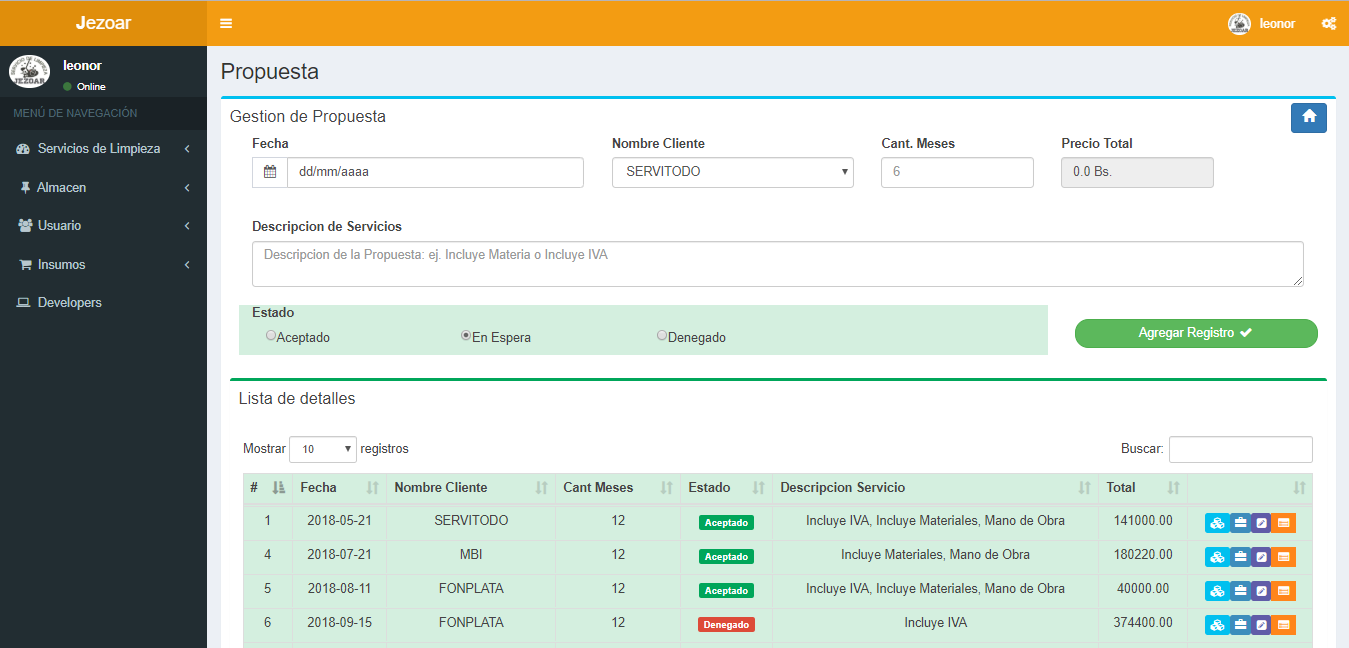 Jezoar
leonor
leonor
Online
MENÚ DE NAVEGACIÓN
Servicios de Limpieza
Almacen
Usuario
Insumos
Developers
Propuesta
Gestion de Propuesta
Fecha Nombre Cliente Cant. Meses Precio Total
dd/mm/aaaa SERVITODO 6 0.0 Bs.
Descripcion de Servicios
Descripcion de la Propuesta: ej. Incluye Materia o Incluye IVA
Estado
Aceptado En Espera Denegado
Agregar Registro
Lista de detalles
Mostrar 10 registros Buscar:
# Fecha Nombre Cliente Cant Meses Estado Descripcion Servicio Total
1 2018-05-21 SERVITODO 12 Aceptado Incluye IVA, Incluye Materiales, Mano de Obra 141000.00
4 2018-07-21 MBI 12 Aceptado Incluye Materiales, Mano de Obra 180220.00
5 2018-08-11 FONPLATA 12 Aceptado Incluye IVA, Incluye Materiales, Mano de Obra 40000.00
6 2018-09-15 FONPLATA 12 Denegado Incluye IVA 374400.00